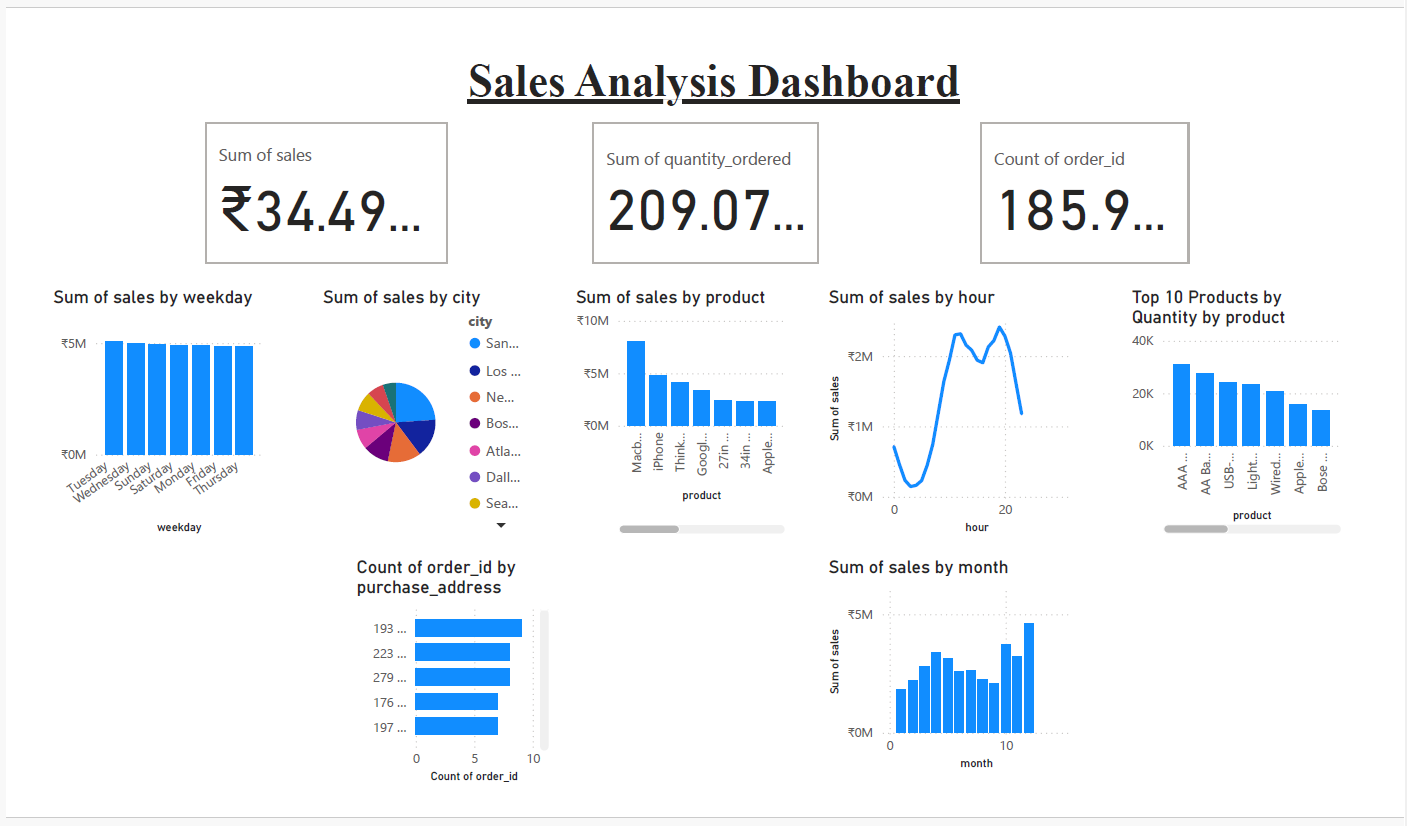 Sales Analysis Dashboard
Sum of sales
₹34.49...
Sum of quantity_ordered
209.07...
Count of order_id
185.9...
Sum of sales by weekday
₹5M
₹0M
Tuesday
Wednesday
Sunday
Saturday
Monday
Friday
Thursday
weekday
Sum of sales by city
city
San...
Los ...
Ne...
Bos...
Atla...
Dall...
Sea...
Sum of sales by product
₹10M
₹5M
₹0M
Macb...
iPhone
Think...
Googl...
27in ...
34in ...
Apple...
product
Sum of sales by hour
Sum of sales
₹2M
₹1M
₹0M
0 20
hour
Top 10 Products by
Quantity by product
40K
20K
0K
AAA ...
AA Ba...
USB-...
Light...
Wired...
Apple...
Bose ...
product
Count of order_id by
purchase_address
193 ...
223 ...
279 ...
176 ...
197 ...
0 5 10
Count of order_id
Sum of sales by month
Sum of sales
₹5M
₹0M
0 10
month